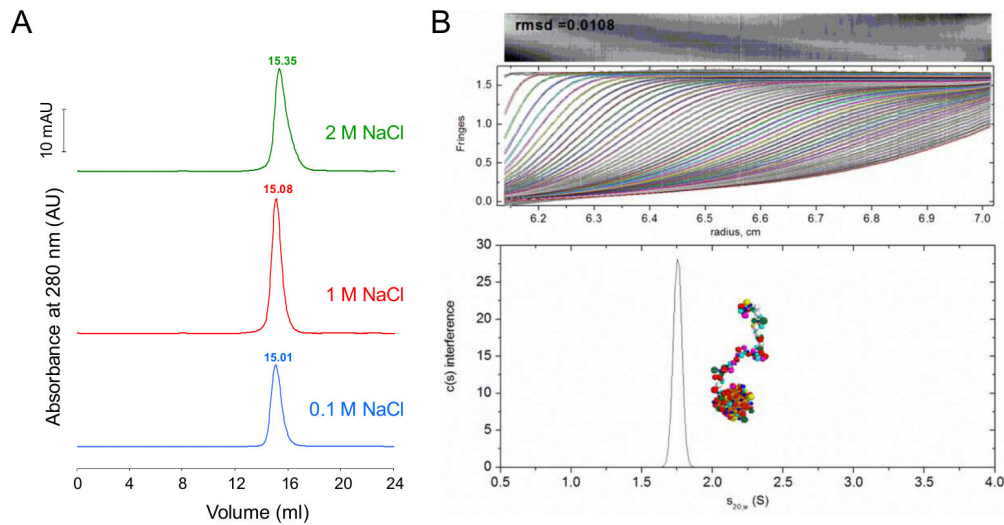 A
15.35
10 mAU
2 M NaCl
15.08
1 M NaCl
15.01
0.1 M NaCl
Absorbance at 280 nm (AU)
0 4 8 12 16 20 24
Volume (ml)
B
rmsd =0.0108
1.5
1.0
0.5
0.0
Fringes
6.2 6.3 6.4 6.5 6.6 6.7 6.8 6.9 7.0
radius, cm
30
25
20
15
10
5
0
c(s) interference
0.5 1.0 1.5 2.0 2.5 3.0 3.5 4.0
s20,w (S)